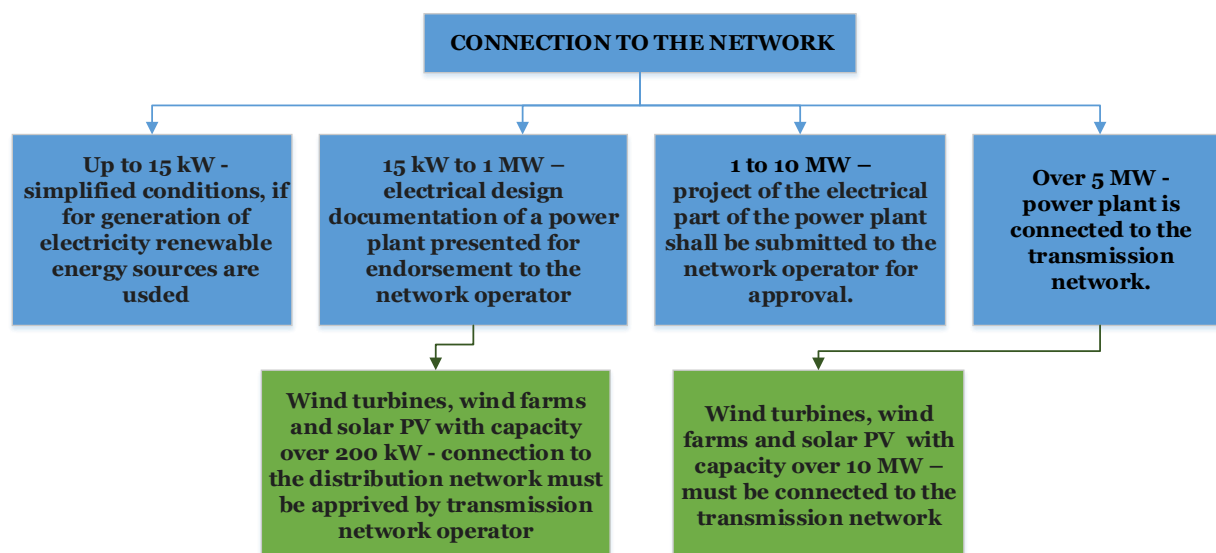 CONNECTION TO THE NETWORK
Up to 15 kW -
simplified conditions, if
for generation of
electricity renewable
energy sources are
usded
15 kW to 1 MW –
electrical design
documentation of a power
plant presented for
endorsement to the
network operator
1 to 10 MW –
project of the electrical
part of the power plant
shall be submitted to the
network operator for
approval.
Over 5 MW -
power plant is
connected to the
transmission
network.
Wind turbines, wind farms
and solar PV with capacity
over 200 kW - connection to
the distribution network must
be apprived by transmission
network operator
Wind turbines, wind
farms and solar PV with
capacity over 10 MW –
must be connected to the
transmission network